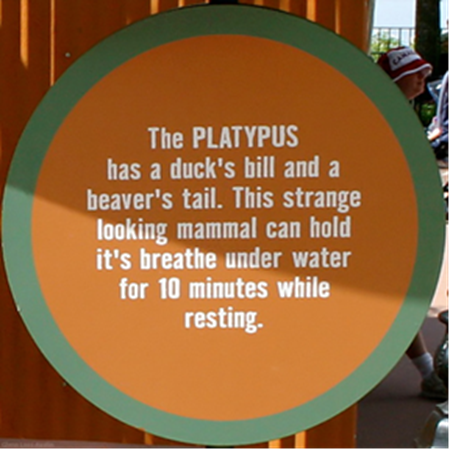 The PLATYPUS
has a duck's bill and a
beaver's tail. This strange
looking mammal can hold
it's breathe under water
for 10 minutes while
resting.